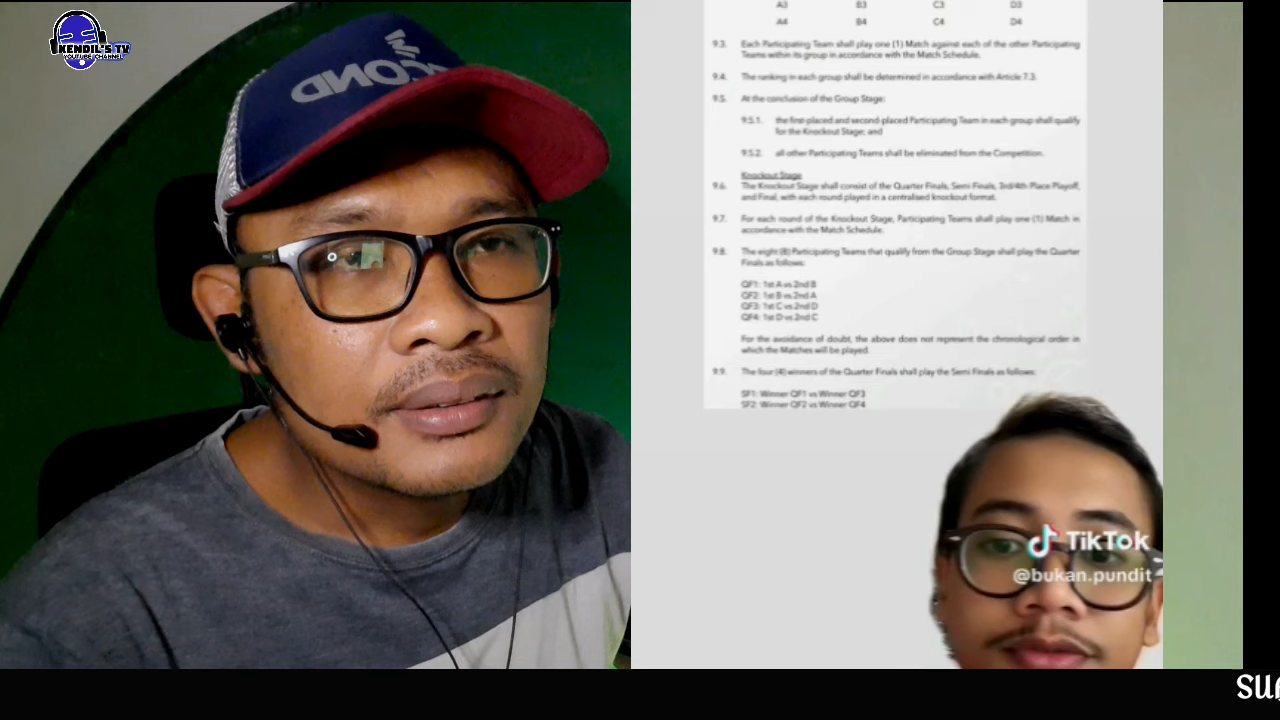 KENDIL'S TV
YOUTUBE CHANNEL
COND
A3 B3 C3 D3
A4 B4 C4 D4
9.3. Each Participating Team shall play one (1) Match against each of the other Participating
Teams within its group in accordance with the Match Schedule.
9.4. The ranking in each group shall be determined in accordance with Article 7.3.
9.5. At the conclusion of the Group Stage:
9.5.1. the first-placed and second-placed Participating Team in each group shall qualify
for the Knockout Stage; and
9.5.2. all other Participating Teams shall be eliminated from the Competition.
Knockout Stage
9.6. The Knockout Stage shall consist of the Quarter Finals, Semi Finals, 3rd/4th Place Playoff,
and Final, with each round played in a centralised knockout format.
9.7. For each round of the Knockout Stage, Participating Teams shall play one (1) Match in
accordance with the Match Schedule.
9.8. The eight (8) Participating Teams that qualify from the Group Stage shall play the Quarter
Finals as follows:
QF1: 1st A vs 2nd B
QF2: 1st B vs 2nd A
QF3: 1st C vs 2nd D
QF4: 1st D vs 2nd C
For the avoidance of doubt, the above does not represent the chronological order in
which the Matches will be played.
9.9. The four (4) winners of the Quarter Finals shall play the Semi Finals as follows:
SF1: Winner QF1 vs Winner QF3
SF2: Winner QF2 vs Winner QF4
TikTok
@bukan.pundit